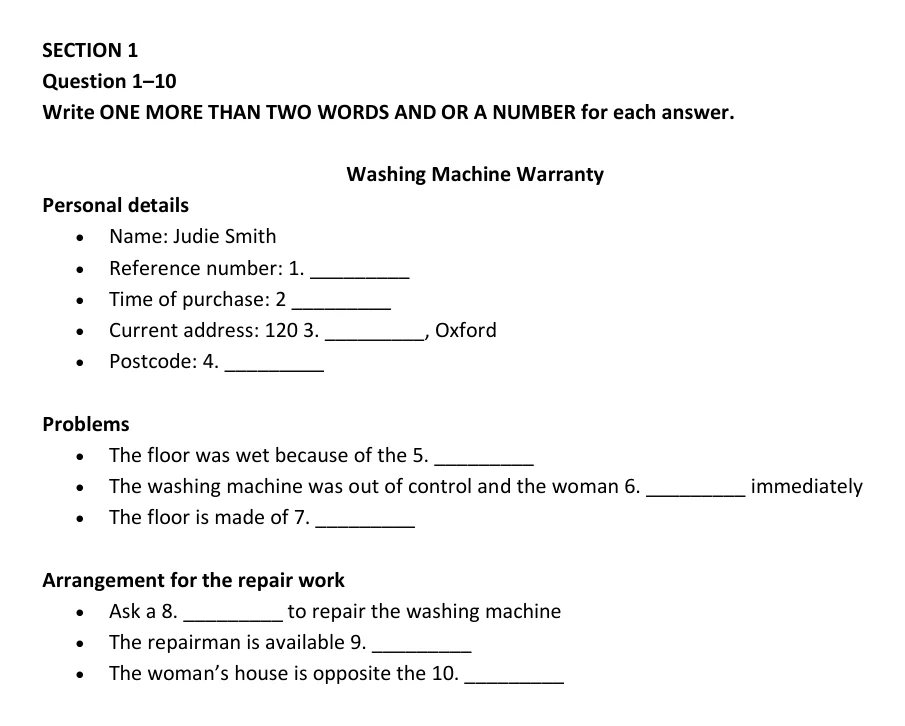 SECTION 1
Question 1–10
Write ONE MORE THAN TWO WORDS AND OR A NUMBER for each answer.
Washing Machine Warranty
Personal details
• Name: Judie Smith
• Reference number: 1. _________
• Time of purchase: 2 _________
• Current address: 120 3. _________, Oxford
• Postcode: 4. _________
Problems
• The floor was wet because of the 5. _________
• The washing machine was out of control and the woman 6. _________ immediately
• The floor is made of 7. _________
Arrangement for the repair work
• Ask a 8. _________ to repair the washing machine
• The repairman is available 9. _________
• The woman’s house is opposite the 10. _________